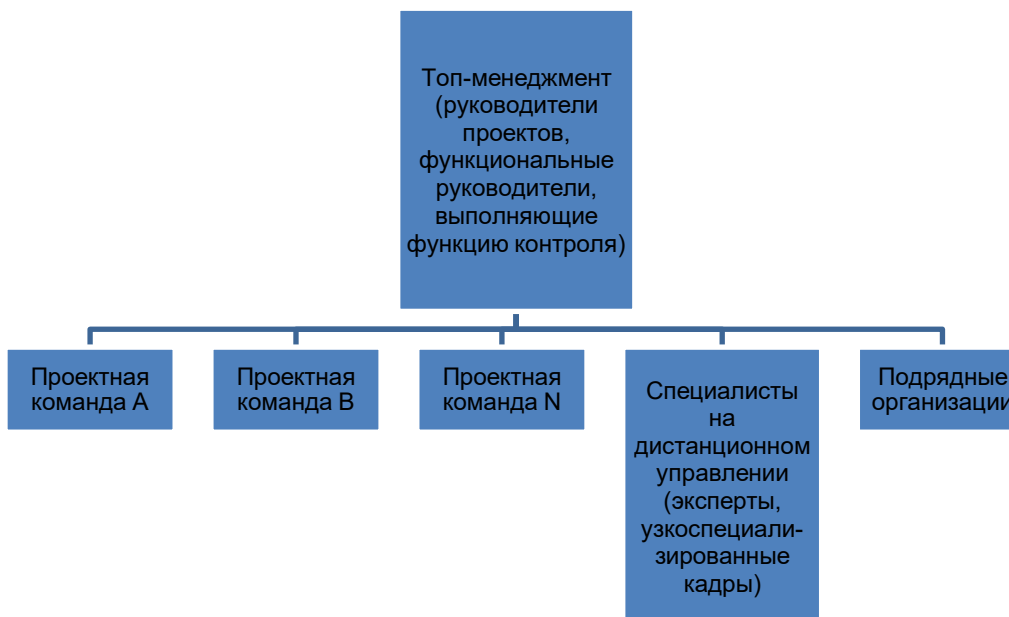 Топ-менеджмент
(руководители
проектов,
функциональные
руководители,
выполняющие
функцию контроля)
Проектная
команда А
Проектная
команда В
Проектная
команда N
Специалисты
на
дистанционном
управлении
(эксперты,
узкоспециали-
зированные
кадры)
Подрядные
организации